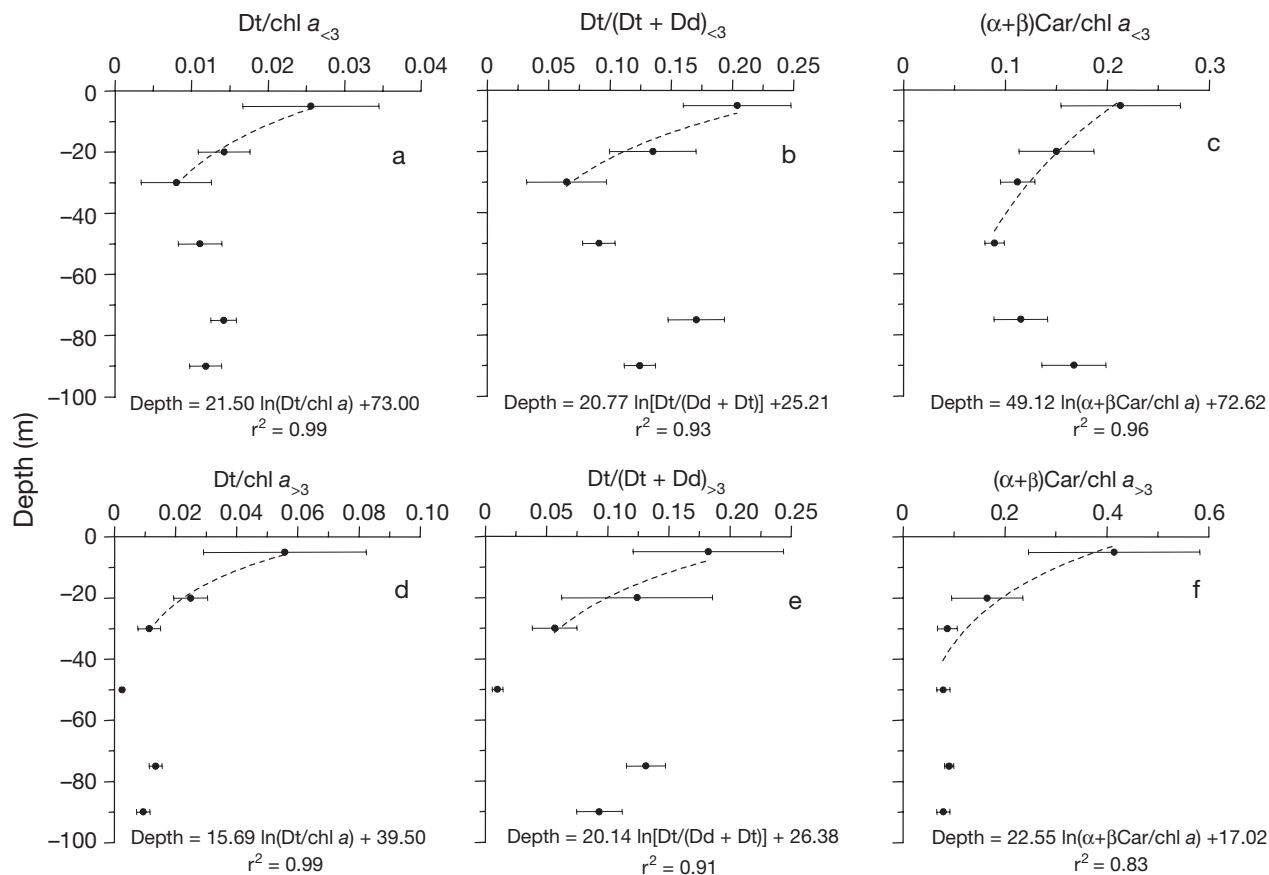 Dt/chl a<3 Dt/(Dt + Dd)<3 (α+β)Car/chl a<3
0 0.01 0.02 0.03 0.04 0 0.05 0.10 0.15 0.20 0.25 0 0.1 0.2 0.3
0
−20
−40
−60
−80
−100
a
b
c
Depth = 21.50 ln(Dt/chl a) +73.00 Depth = 20.77 ln[Dt/(Dd + Dt)] +25.21 Depth = 49.12 ln(α+βCar/chl a) +72.62
r² = 0.99 r² = 0.93 r² = 0.96
Depth (m)
Dt/chl a>3 Dt/(Dt + Dd)>3 (α+β)Car/chl a>3
0 0.02 0.04 0.06 0.08 0.10 0 0.05 0.10 0.15 0.20 0.25 0 0.2 0.4 0.6
0
−20
−40
−60
−80
−100
d
e
f
Depth = 15.69 ln(Dt/chl a) + 39.50 Depth = 20.14 ln[Dt/(Dd + Dt)] + 26.38 Depth = 22.55 ln(α+βCar/chl a) +17.02
r² = 0.99 r² = 0.91 r² = 0.83